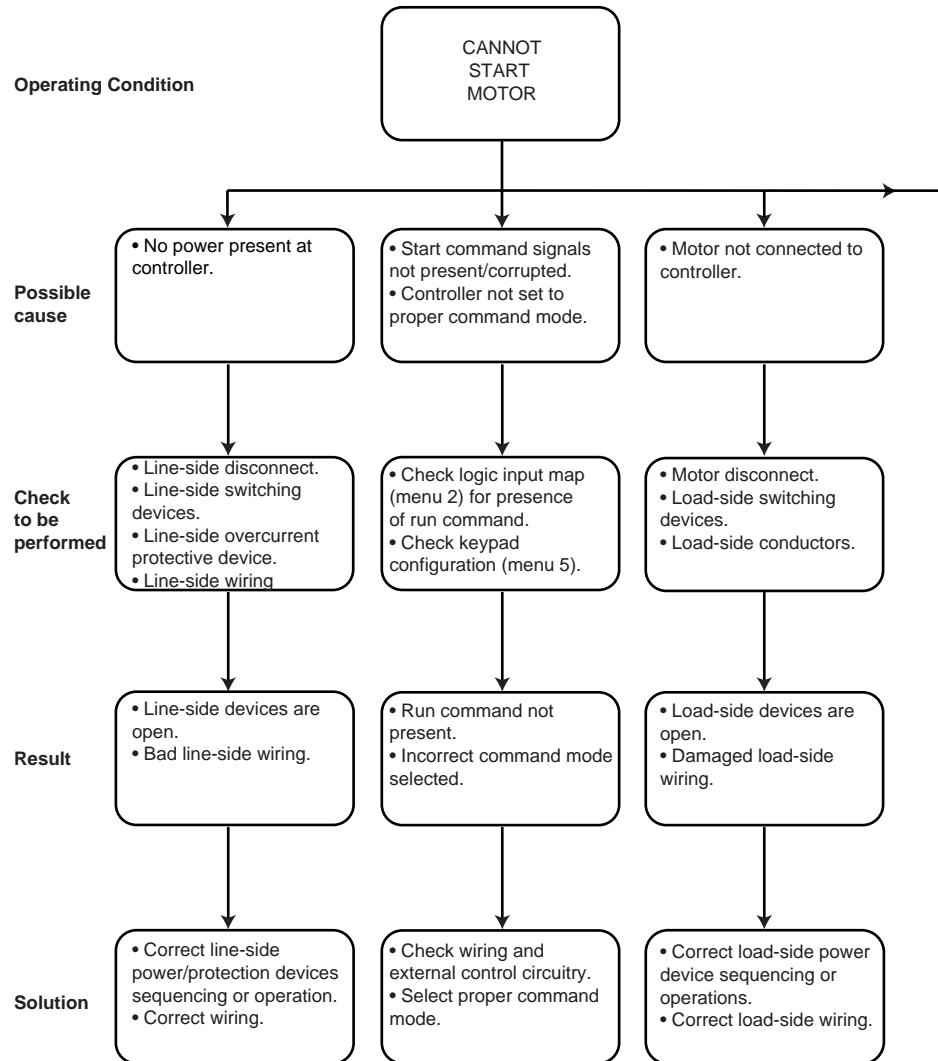 CANNOT
START
MOTOR
Operating Condition
• No power present at
controller.
• Start command signals
not present/corrupted.
• Controller not set to
proper command mode.
• Motor not connected to
controller.
Possible
cause
• Line-side disconnect.
• Line-side switching
devices.
• Line-side overcurrent
protective device.
• Line-side wiring
• Check logic input map
(menu 2) for presence
of run command.
• Check keypad
configuration (menu 5).
• Motor disconnect.
• Load-side switching
devices.
• Load-side conductors.
Check
to be
performed
• Line-side devices are
open.
• Bad line-side wiring.
• Run command not
present.
• Incorrect command mode
selected.
• Load-side devices are
open.
• Damaged load-side
wiring.
Result
• Correct line-side
power/protection devices
sequencing or operation.
• Correct wiring.
• Check wiring and
external control circuitry.
• Select proper command
mode.
• Correct load-side power
device sequencing or
operations.
• Correct load-side wiring.
Solution